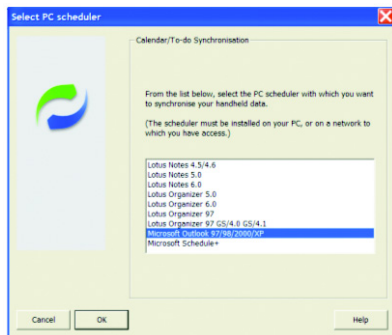 Select PC scheduler
Calendar/To-do Synchronisation
From the list below, select the PC scheduler with which you want
to synchronise your handheld data.
(The scheduler must be installed on your PC, or on a network to
which you have access.)
Lotus Notes 4.5/4.6
Lotus Notes 5.0
Lotus Notes 6.0
Lotus Organizer 5.0
Lotus Organizer 6.0
Lotus Organizer 97
Lotus Organizer 97 GS/4.0 GS/4.1
Microsoft Outlook 97/98/2000/XP
Microsoft Schedule+
Cancel
OK
Help